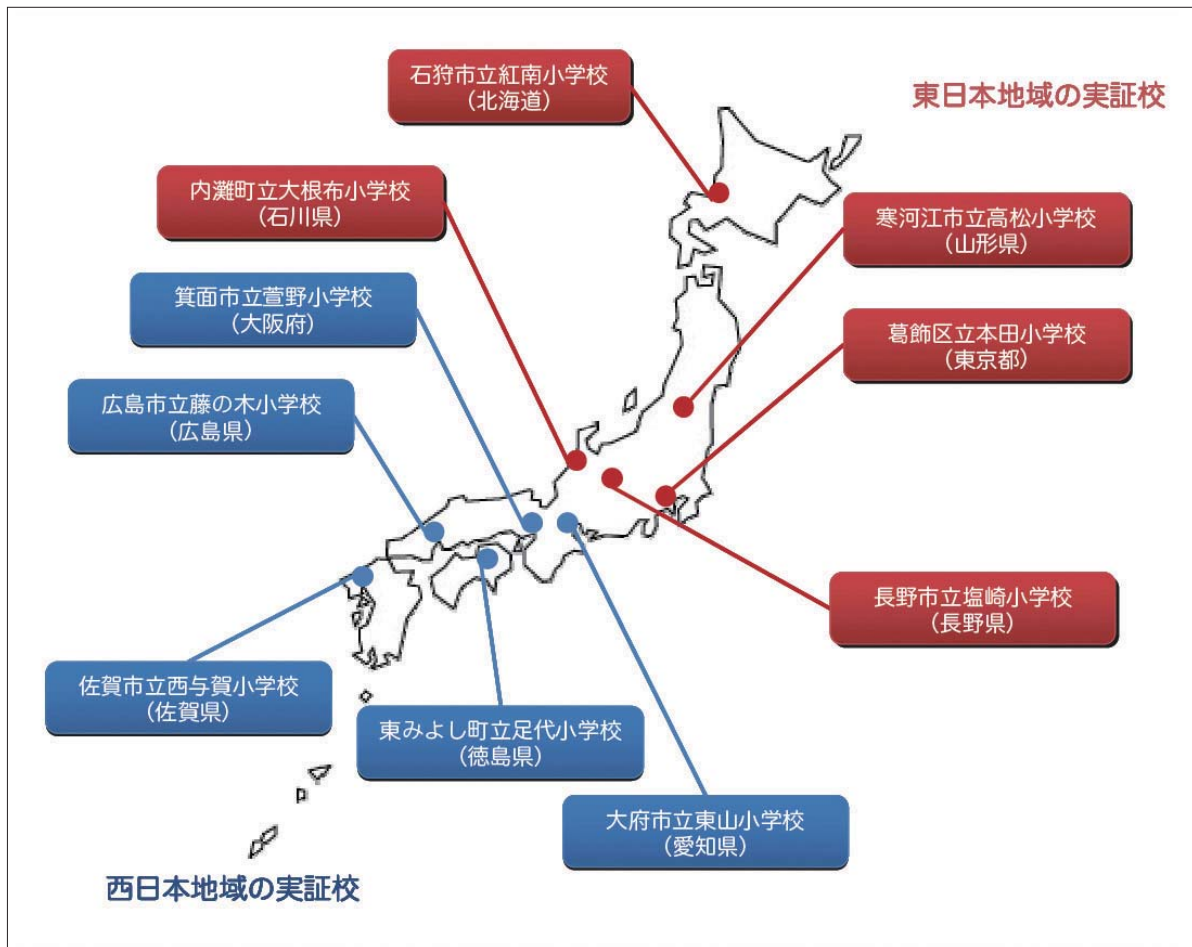 石狩市立紅南小学校
（北海道）
東日本地域の実証校
内灘町立大根布小学校
（石川県）
寒河江市立高松小学校
（山形県）
箕面市立萱野小学校
（大阪府）
葛飾区立本田小学校
（東京都）
広島市立藤の木小学校
（広島県）
長野市立塩崎小学校
（長野県）
佐賀市立西与賀小学校
（佐賀県）
東みよし町立足代小学校
（徳島県）
大府市立東山小学校
（愛知県）
西日本地域の実証校